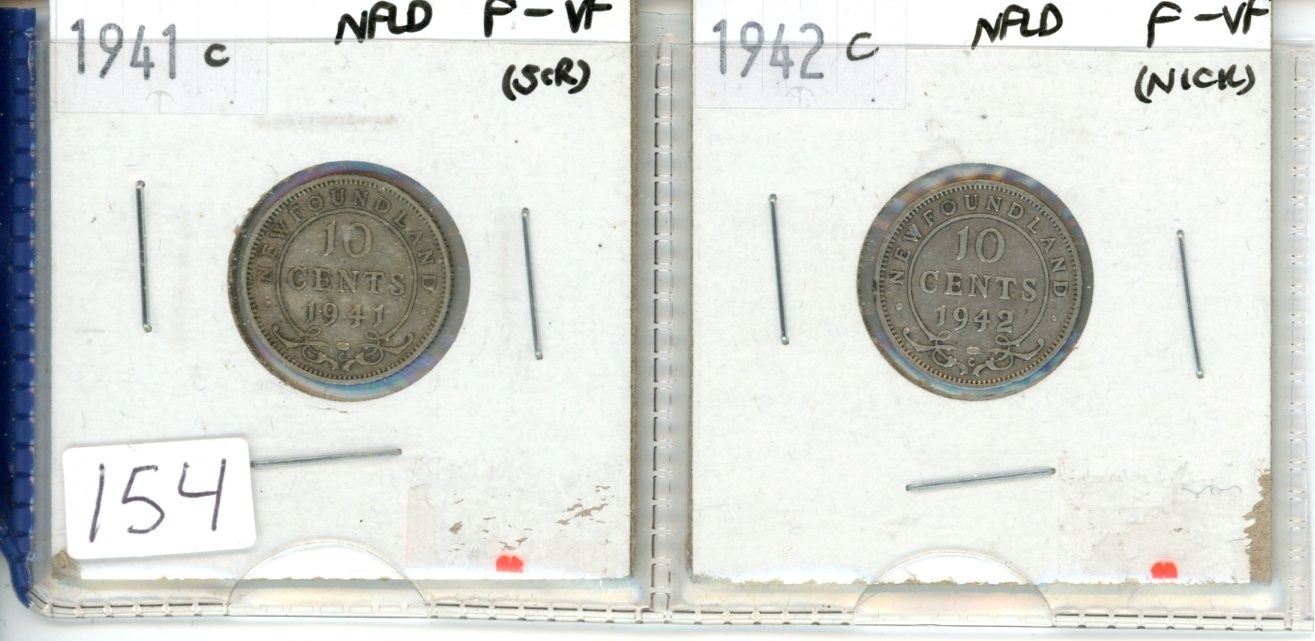 1941 C NFLD F-VF
(SCR)
NEWFOUNDLAND
10
CENTS
1941
C
154
1942 C NFLD F-VF
(NICK)
NEWFOUNDLAND
10
CENTS
1942
C